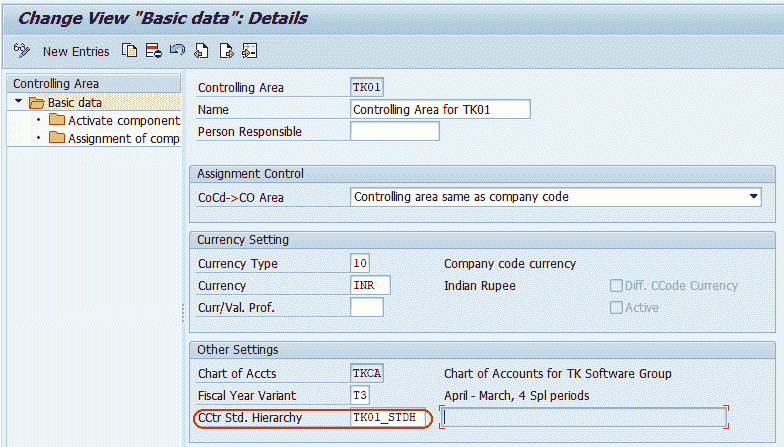 Change View "Basic data": Details
New Entries
Controlling Area
Basic data
Activate component
Assignment of comp
Controlling Area TK01
Name Controlling Area for TK01
Person Responsible
Assignment Control
CoCd->CO Area Controlling area same as company code
Currency Setting
Currency Type 10 Company code currency
Currency INR Indian Rupee Diff. CCode Currency
Curr/Val. Prof. Active
Other Settings
Chart of Accts TKCA Chart of Accounts for TK Software Group
Fiscal Year Variant T3 April - March, 4 Spl periods
CCtr Std. Hierarchy TK01_STDH